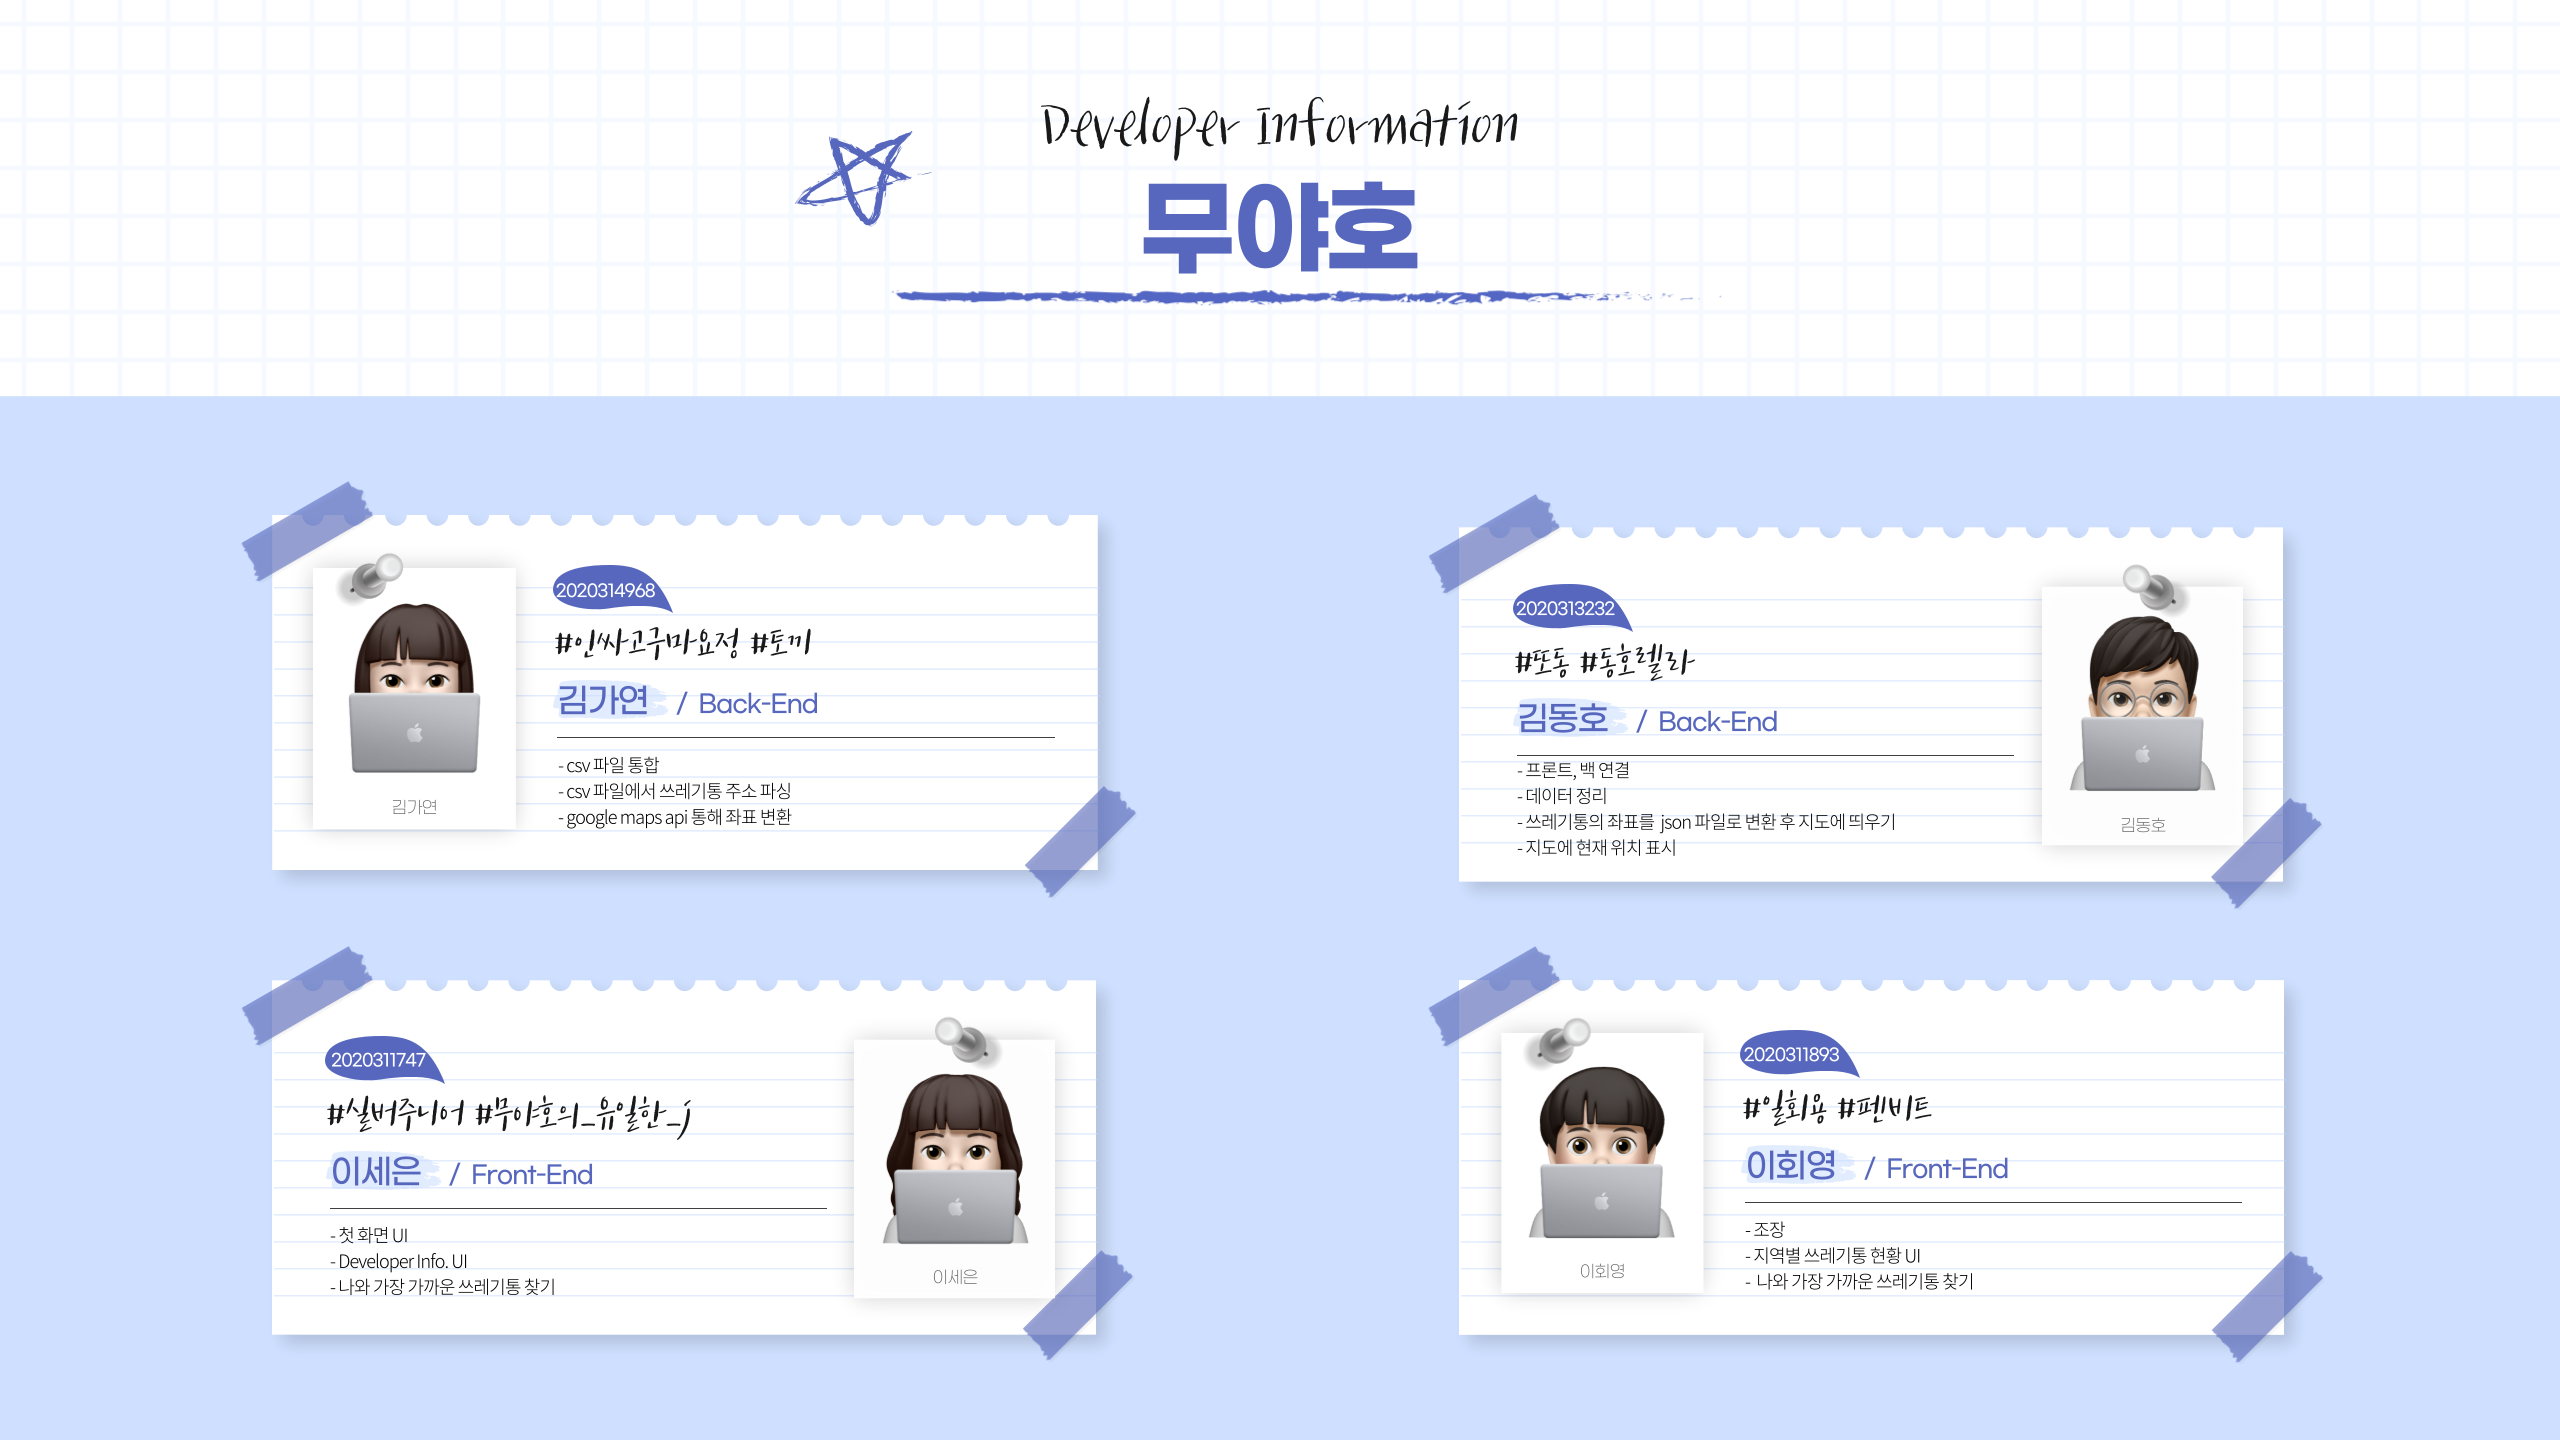 Developer Information
무야호
2020314968
#인싸고구마요정 #토끼
김가연 / Back-End
- csv 파일 통합
- csv 파일에서 쓰레기통 주소 파싱
- google maps api 통해 좌표 변환
김가연
2020313232
#또동 #동호렐라
김동호 / Back-End
- 프론트, 백 연결
- 데이터 정리
- 쓰레기통의 좌표를 json 파일로 변환 후 지도에 띄우기
- 지도에 현재 위치 표시
김동호
2020311747
#실버주니어 #무야호의_유일한_j
이세은 / Front-End
- 첫 화면 UI
- Developer Info. UI
- 나와 가장 가까운 쓰레기통 찾기
이세은
2020311893
#일회용 #펜비트
이회영 / Front-End
- 조장
- 지역별 쓰레기통 현황 UI
- 나와 가장 가까운 쓰레기통 찾기
이회영